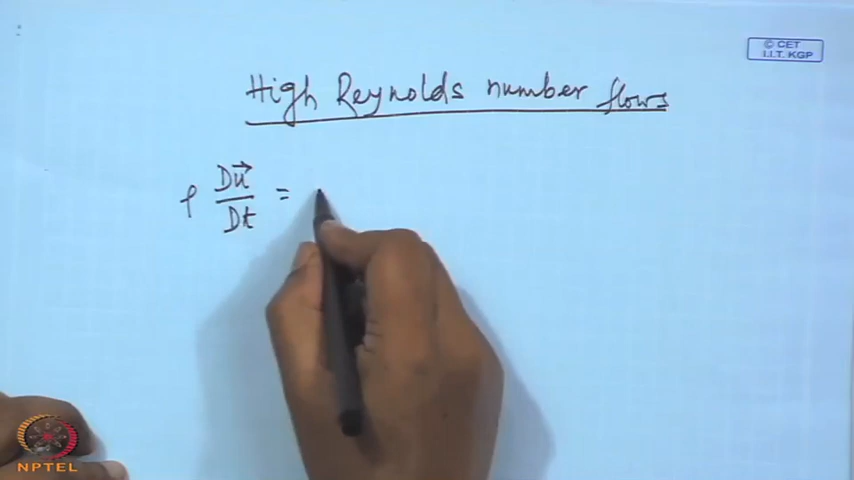 © CET
I.I.T. KGP
High Reynolds number flows
ρ Du⃗/Dt =
NPTEL